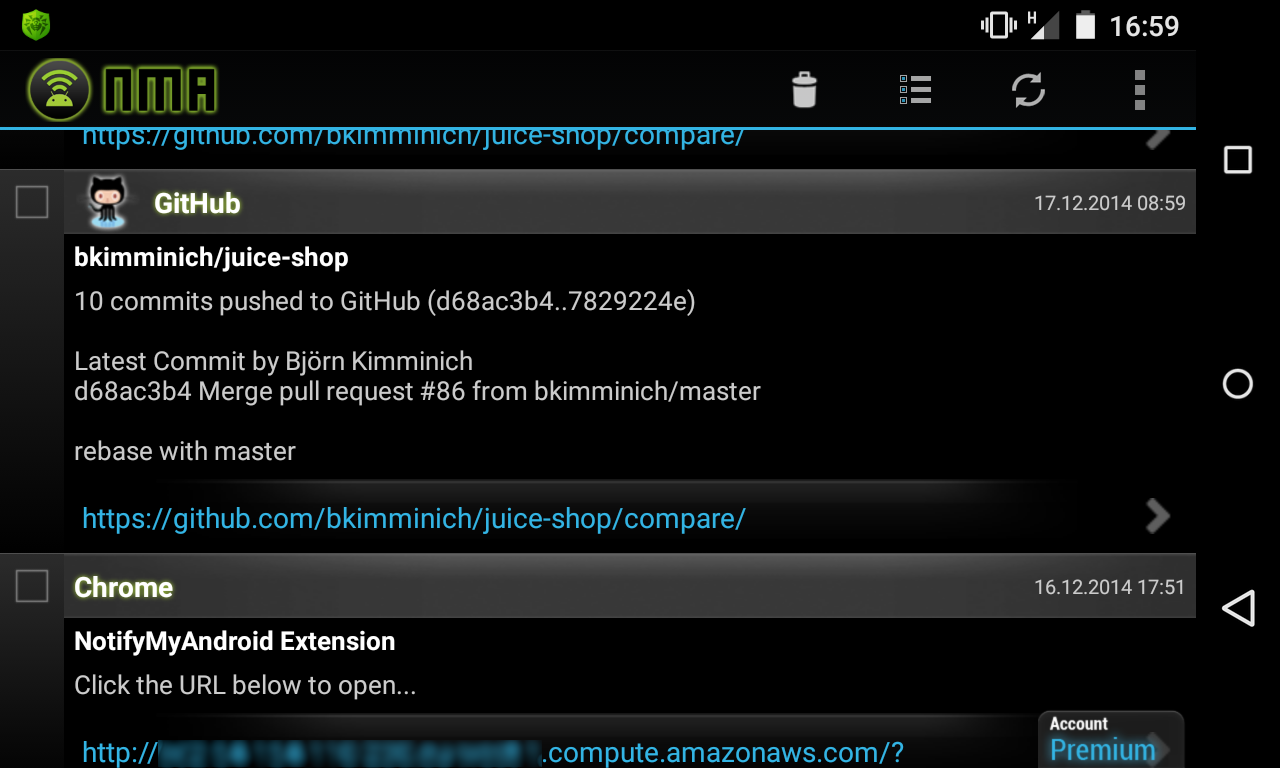 H 16:59
NMA
https://github.com/bkimminich/juice-shop/compare/
GitHub 17.12.2014 08:59
bkimminich/juice-shop
10 commits pushed to GitHub (d68ac3b4..7829224e)
Latest Commit by Björn Kimminich
d68ac3b4 Merge pull request #86 from bkimminich/master
rebase with master
https://github.com/bkimminich/juice-shop/compare/
Chrome 16.12.2014 17:51
NotifyMyAndroid Extension
Click the URL below to open...
Account
http:// .compute.amazonaws.com/? Premium